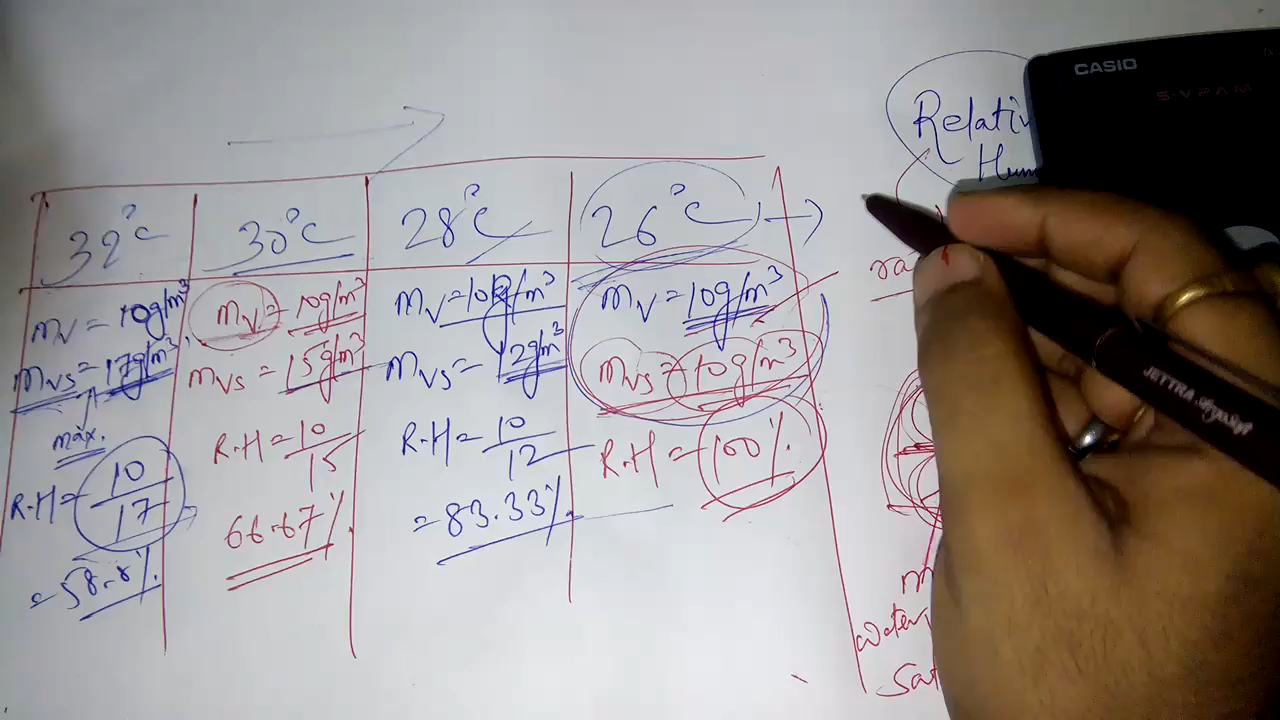 32°C
mv = 10g/m³
mvs = 17g/m³
max.
R.H = 10/17
= 58.8%
30°C
mv = 10g/m³
mvs = 15g/m³
R.H = 10/15
66.67%
28°C
mv = 10g/m³
mvs = 12g/m³
R.H = 10/12
= 83.33%
26°C
mv = 10g/m³
mvs = 10g/m³
R.H = 100%
CASIO
S-V.P.A.M.
JETTRA